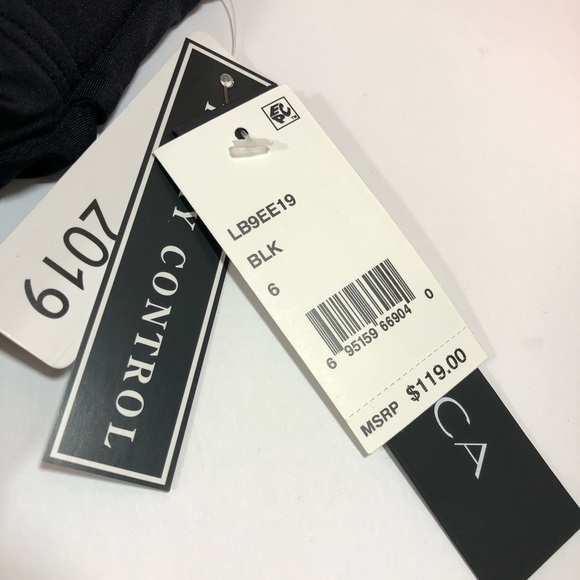 2019
Y CONTROL
LB9EE19
BLK
6
6 95159 66904 0
MSRP $119.00
CA